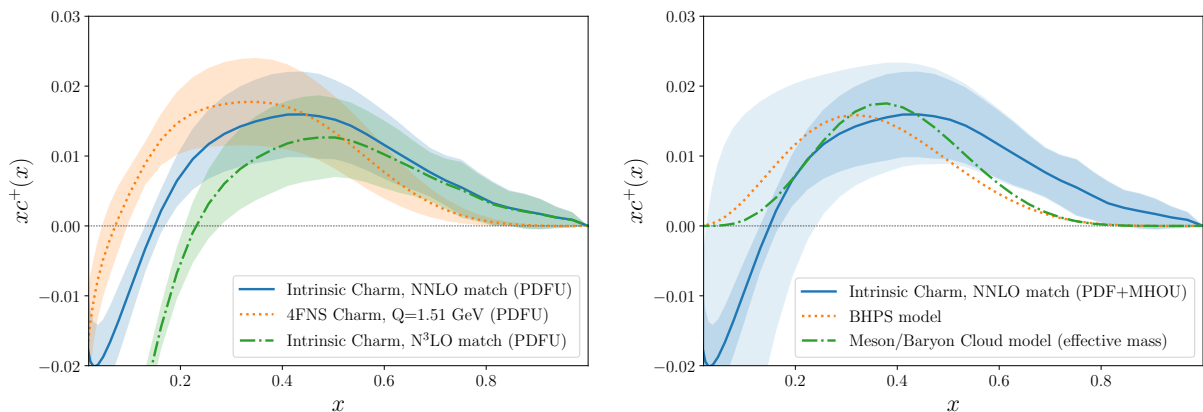 0.03
0.02
0.01
0.00
−0.01
−0.02
xc⁺(x)
0.2
0.4
0.6
0.8
x
Intrinsic Charm, NNLO match (PDFU)
4FNS Charm, Q=1.51 GeV (PDFU)
Intrinsic Charm, N³LO match (PDFU)
0.03
0.02
0.01
0.00
−0.01
−0.02
xc⁺(x)
0.2
0.4
0.6
0.8
x
Intrinsic Charm, NNLO match (PDF+MHOU)
BHPS model
Meson/Baryon Cloud model (effective mass)